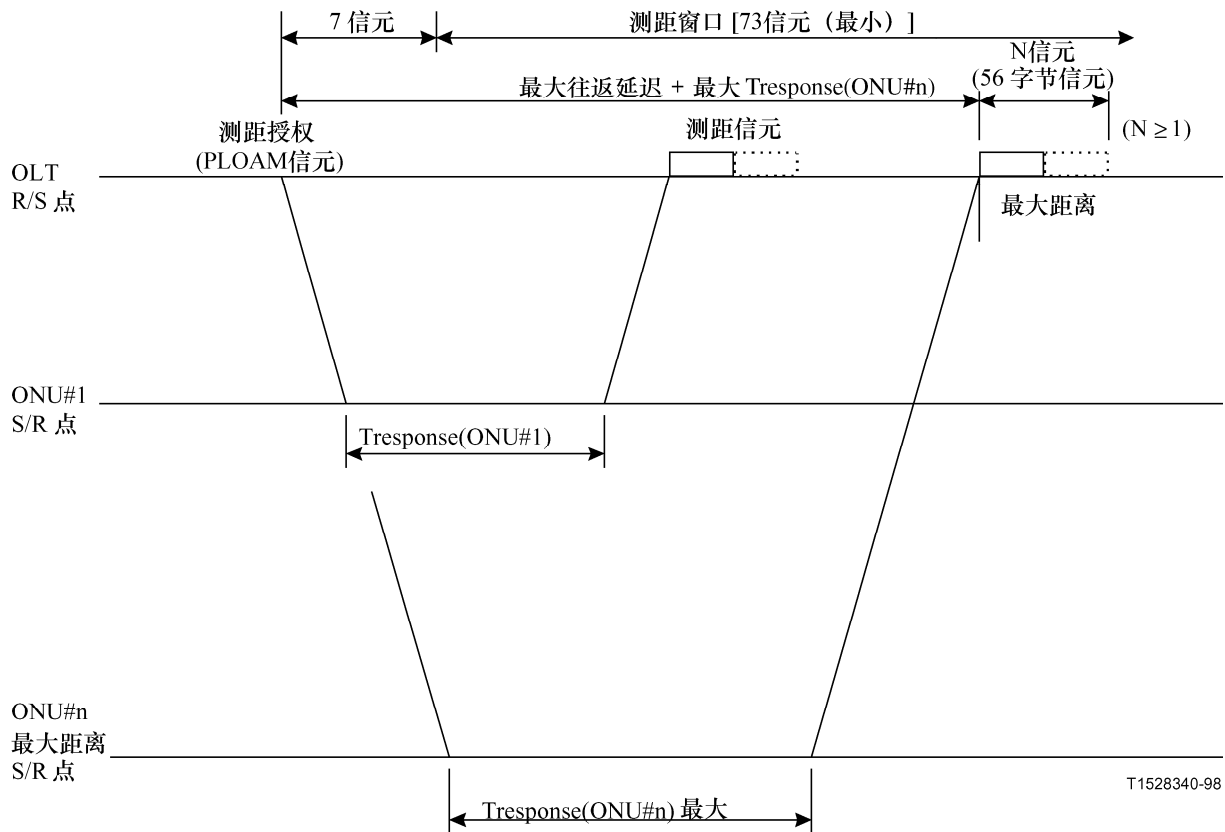 7 信元
测距窗口 [73信元（最小）]
N信元
(56 字节信元)
最大往返延迟 + 最大 Tresponse(ONU#n)
(N ≥ 1)
测距授权
(PLOAM信元)
测距信元
OLT
R/S 点
最大距离
ONU#1
S/R 点
Tresponse(ONU#1)
ONU#n
最大距离
S/R 点
T1528340-98
Tresponse(ONU#n) 最大